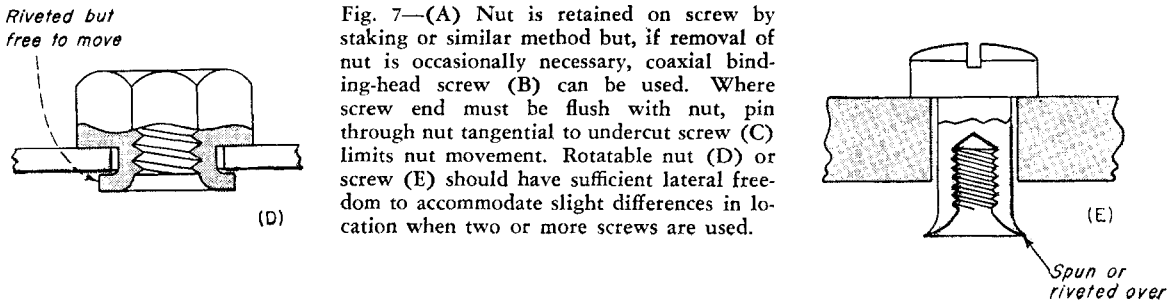 Riveted but
free to move
(D)
Fig. 7—(A) Nut is retained on screw by
staking or similar method but, if removal of
nut is occasionally necessary, coaxial bind-
ing-head screw (B) can be used. Where
screw end must be flush with nut, pin
through nut tangential to undercut screw (C)
limits nut movement. Rotatable nut (D) or
screw (E) should have sufficient lateral free-
dom to accommodate slight differences in lo-
cation when two or more screws are used.
(E)
Spun or
riveted over